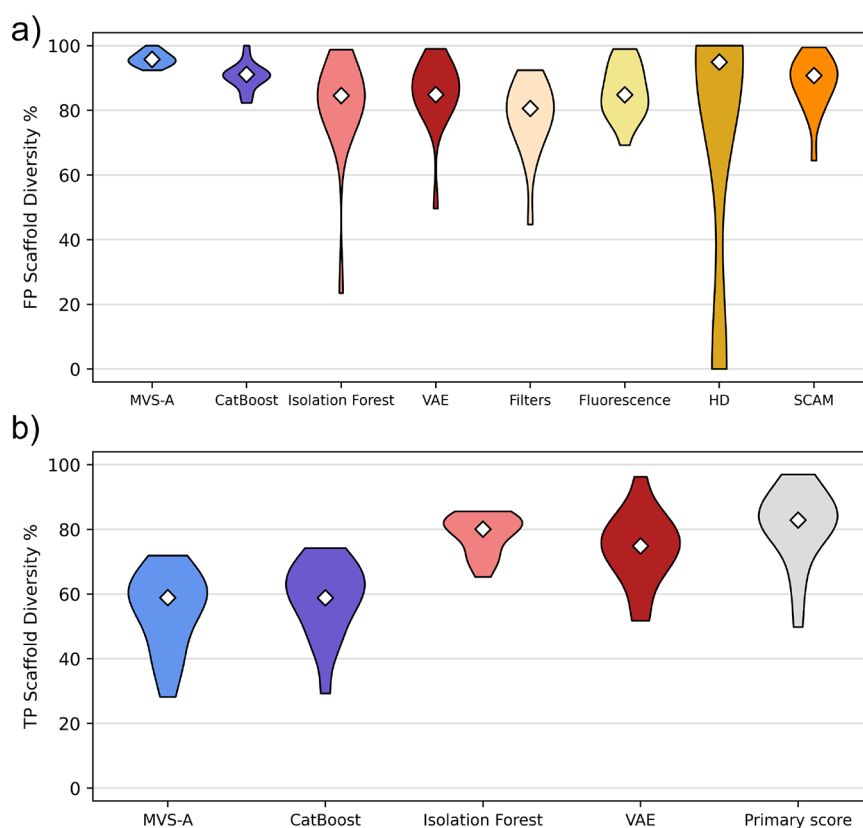 a)
FP Scaffold Diversity %
100
80
60
40
20
0
MVS-A CatBoost Isolation Forest VAE Filters Fluorescence HD SCAM
b)
TP Scaffold Diversity %
100
80
60
40
20
0
MVS-A CatBoost Isolation Forest VAE Primary score